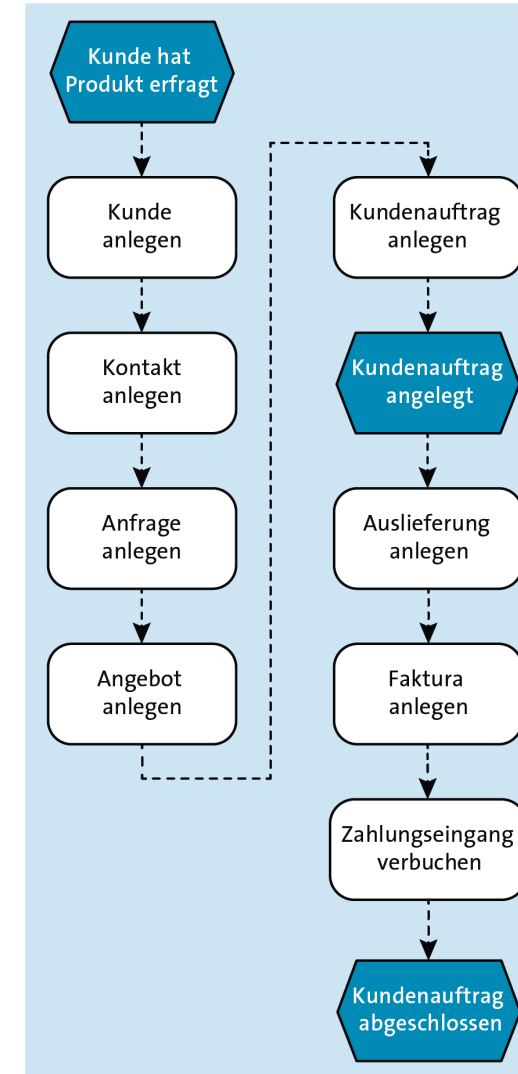 Kunde hat
Produkt erfragt
Kunde
anlegen
Kontakt
anlegen
Anfrage
anlegen
Angebot
anlegen
Kundenauftrag
anlegen
Kundenauftrag
angelegt
Auslieferung
anlegen
Faktura
anlegen
Zahlungseingang
verbuchen
Kundenauftrag
abgeschlossen